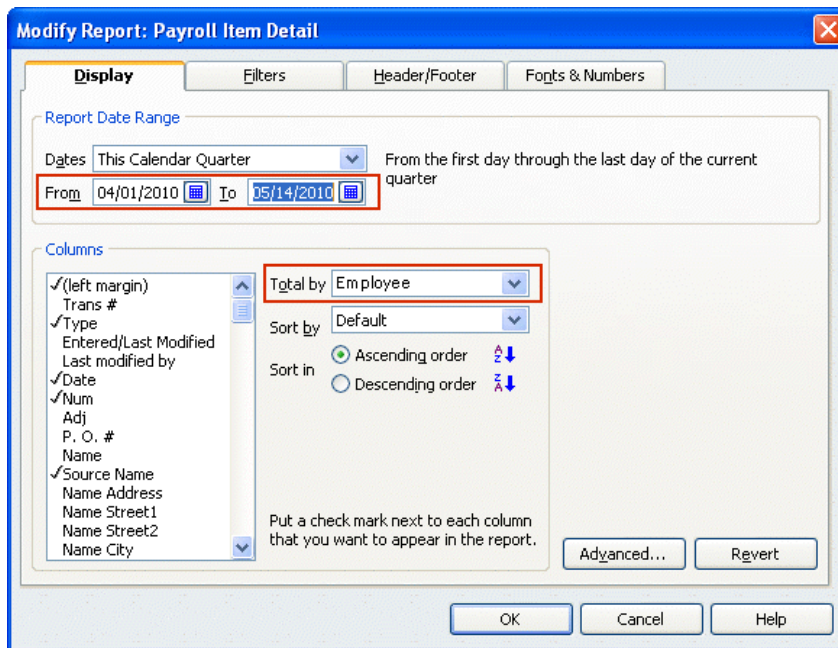 Modify Report: Payroll Item Detail
Display Filters Header/Footer Fonts & Numbers
Report Date Range
Dates This Calendar Quarter From the first day through the last day of the current
quarter
From 04/01/2010 To 05/14/2010
Columns
✓(left margin)
Trans #
✓Type
Entered/Last Modified
Last modified by
✓Date
✓Num
Adj
P. O. #
Name
✓Source Name
Name Address
Name Street1
Name Street2
Name City
Total by Employee
Sort by Default
Sort in
Ascending order AZ
Descending order ZA
Put a check mark next to each column
that you want to appear in the report.
Advanced... Revert
OK Cancel Help